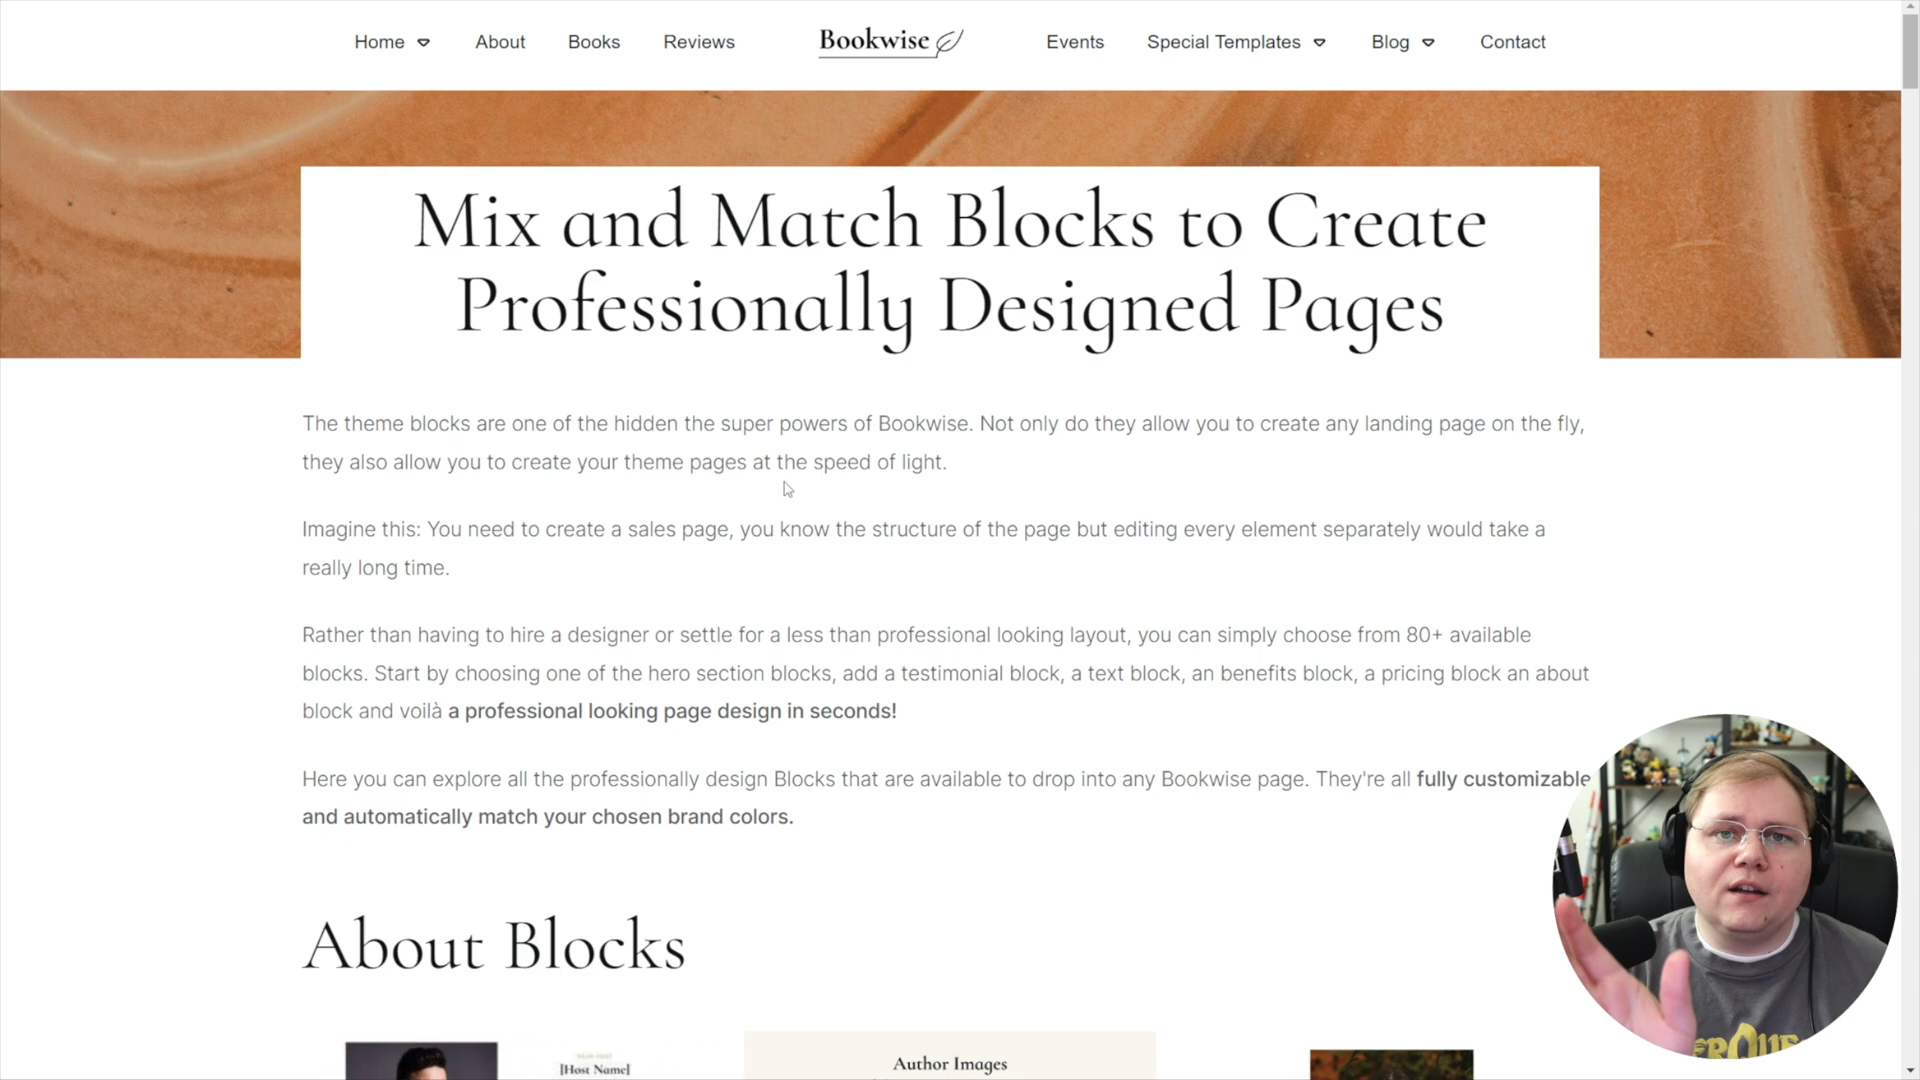 Home About Books Reviews Bookwise Events Special Templates Blog Contact
Mix and Match Blocks to Create
Professionally Designed Pages
The theme blocks are one of the hidden the super powers of Bookwise. Not only do they allow you to create any landing page on the fly,
they also allow you to create your theme pages at the speed of light.
Imagine this: You need to create a sales page, you know the structure of the page but editing every element separately would take a
really long time.
Rather than having to hire a designer or settle for a less than professional looking layout, you can simply choose from 80+ available
blocks. Start by choosing one of the hero section blocks, add a testimonial block, a text block, an benefits block, a pricing block an about
block and voilà a professional looking page design in seconds!
Here you can explore all the professionally design Blocks that are available to drop into any Bookwise page. They're all fully customizable
and automatically match your chosen brand colors.
About Blocks
[Host Name]
Author Images